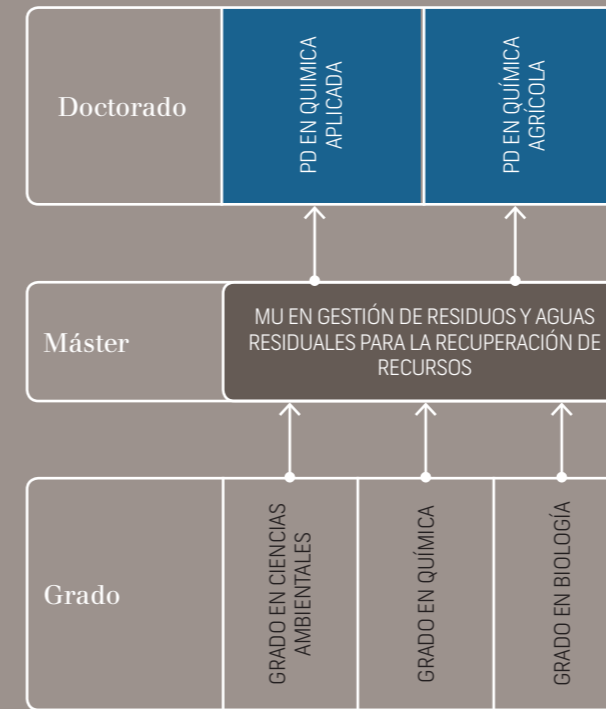 Doctorado
PD EN QUIMICA
APLICADA
PD EN QUÍMICA
AGRÍCOLA
Máster
MU EN GESTIÓN DE RESIDUOS Y AGUAS
RESIDUALES PARA LA RECUPERACIÓN DE
RECURSOS
Grado
GRADO EN CIENCIAS
AMBIENTALES
GRADO EN QUÍMICA
GRADO EN BIOLOGÍA